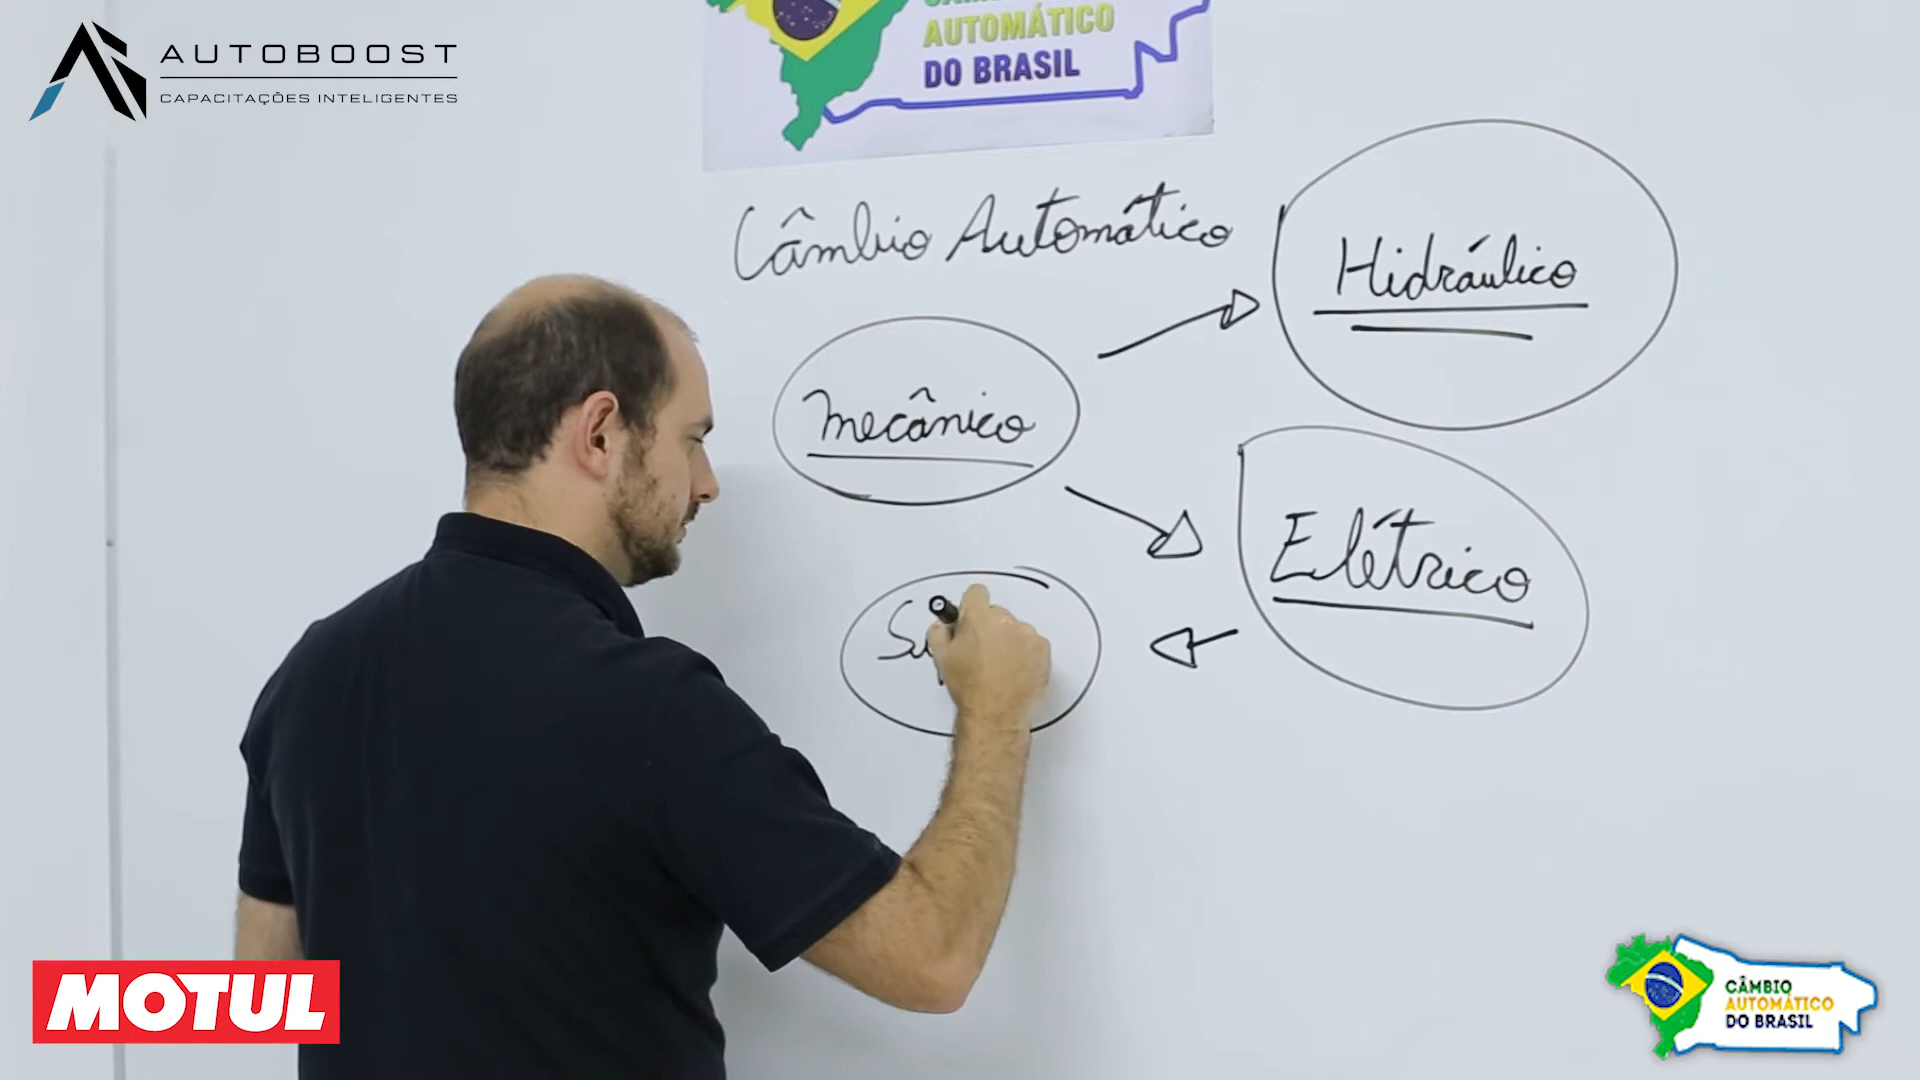 AUTOBOOST
CAPACITAÇÕES INTELIGENTES
AUTOMÁTICO
DO BRASIL
Câmbio Automático
Hidráulico
Mecânico
Elétrico
MOTUL
CÂMBIO
AUTOMÁTICO
DO BRASIL